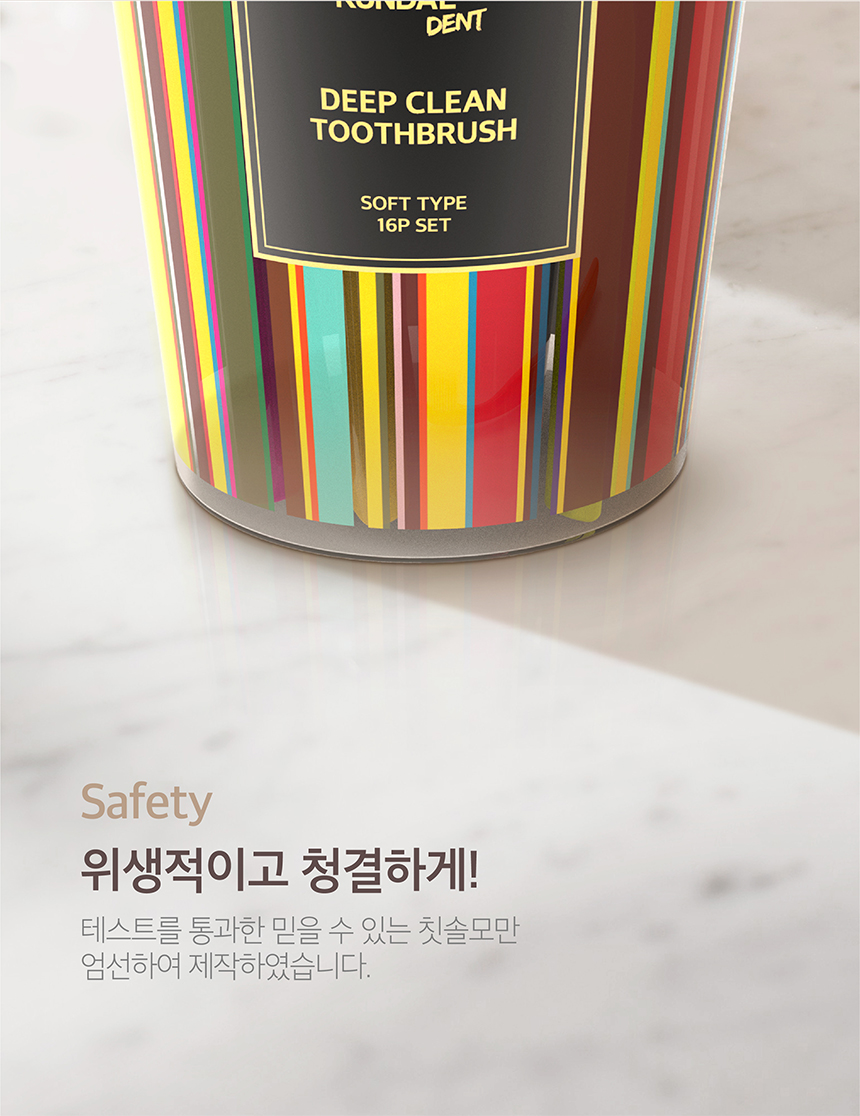 KUNDAL
DENT
DEEP CLEAN
TOOTHBRUSH
SOFT TYPE
16P SET
Safety
위생적이고 청결하게!
테스트를 통과한 믿을 수 있는 칫솔모만
엄선하여 제작하였습니다.